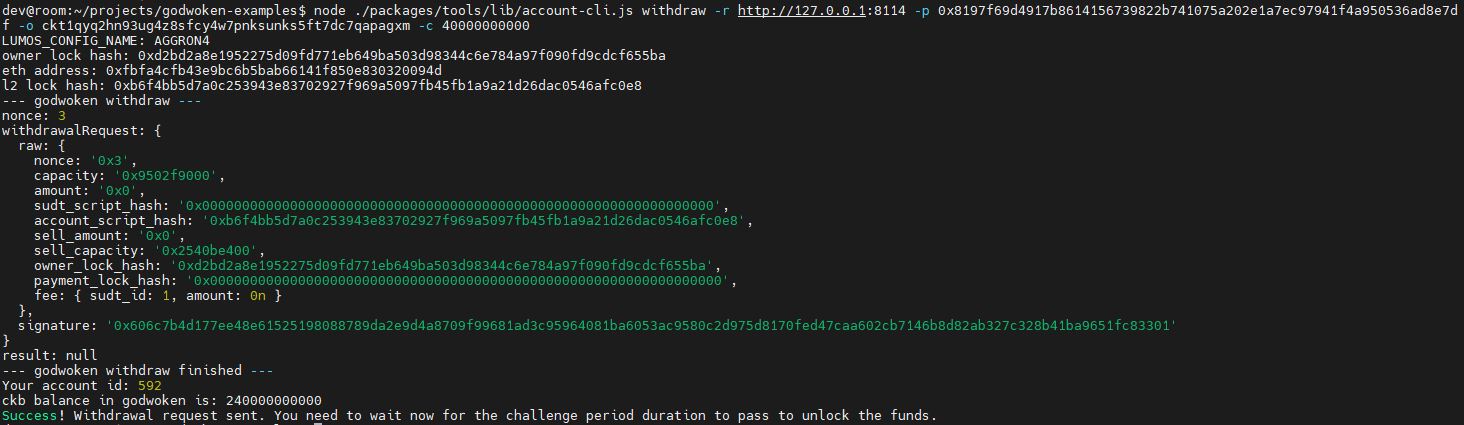 dev@room:~/projects/godwoken-examples$ node ./packages/tools/lib/account-cli.js withdraw -r http://127.0.0.1:8114 -p 0x8197f69d4917b8614156739822b741075a202e1a7ec97941f4a950536ad8e7d
f -o ckt1qyq2hn93ug4z8sfcy4w7pnksunks5ft7dc7qapagxm -c 40000000000
LUMOS_CONFIG_NAME: AGGRON4
owner lock hash: 0xd2bd2a8e1952275d09fd771eb649ba503d98344c6e784a97f090fd9cdcf655ba
eth address: 0xfbfa4cfb43e9bc6b5bab66141f850e830320094d
l2 lock hash: 0xb6f4bb5d7a0c253943e83702927f969a5097fb45fb1a9a21d26dac0546afc0e8
--- godwoken withdraw ---
nonce: 3
withdrawalRequest: {
  raw: {
    nonce: '0x3',
    capacity: '0x9502f9000',
    amount: '0x0',
    sudt_script_hash: '0x0000000000000000000000000000000000000000000000000000000000000000',
    account_script_hash: '0xb6f4bb5d7a0c253943e83702927f969a5097fb45fb1a9a21d26dac0546afc0e8',
    sell_amount: '0x0',
    sell_capacity: '0x2540be400',
    owner_lock_hash: '0xd2bd2a8e1952275d09fd771eb649ba503d98344c6e784a97f090fd9cdcf655ba',
    payment_lock_hash: '0x0000000000000000000000000000000000000000000000000000000000000000',
    fee: { sudt_id: 1, amount: 0n }
  },
  signature: '0x606c7b4d177ee48e61525198088789da2e9d4a8709f99681ad3c95964081ba6053ac9580c2d975d8170fed47caa602cb7146b8d82ab327c328b41ba9651fc83301'
}
result: null
--- godwoken withdraw finished ---
Your account id: 592
ckb balance in godwoken is: 240000000000
Success! Withdrawal request sent. You need to wait now for the challenge period duration to pass to unlock the funds.